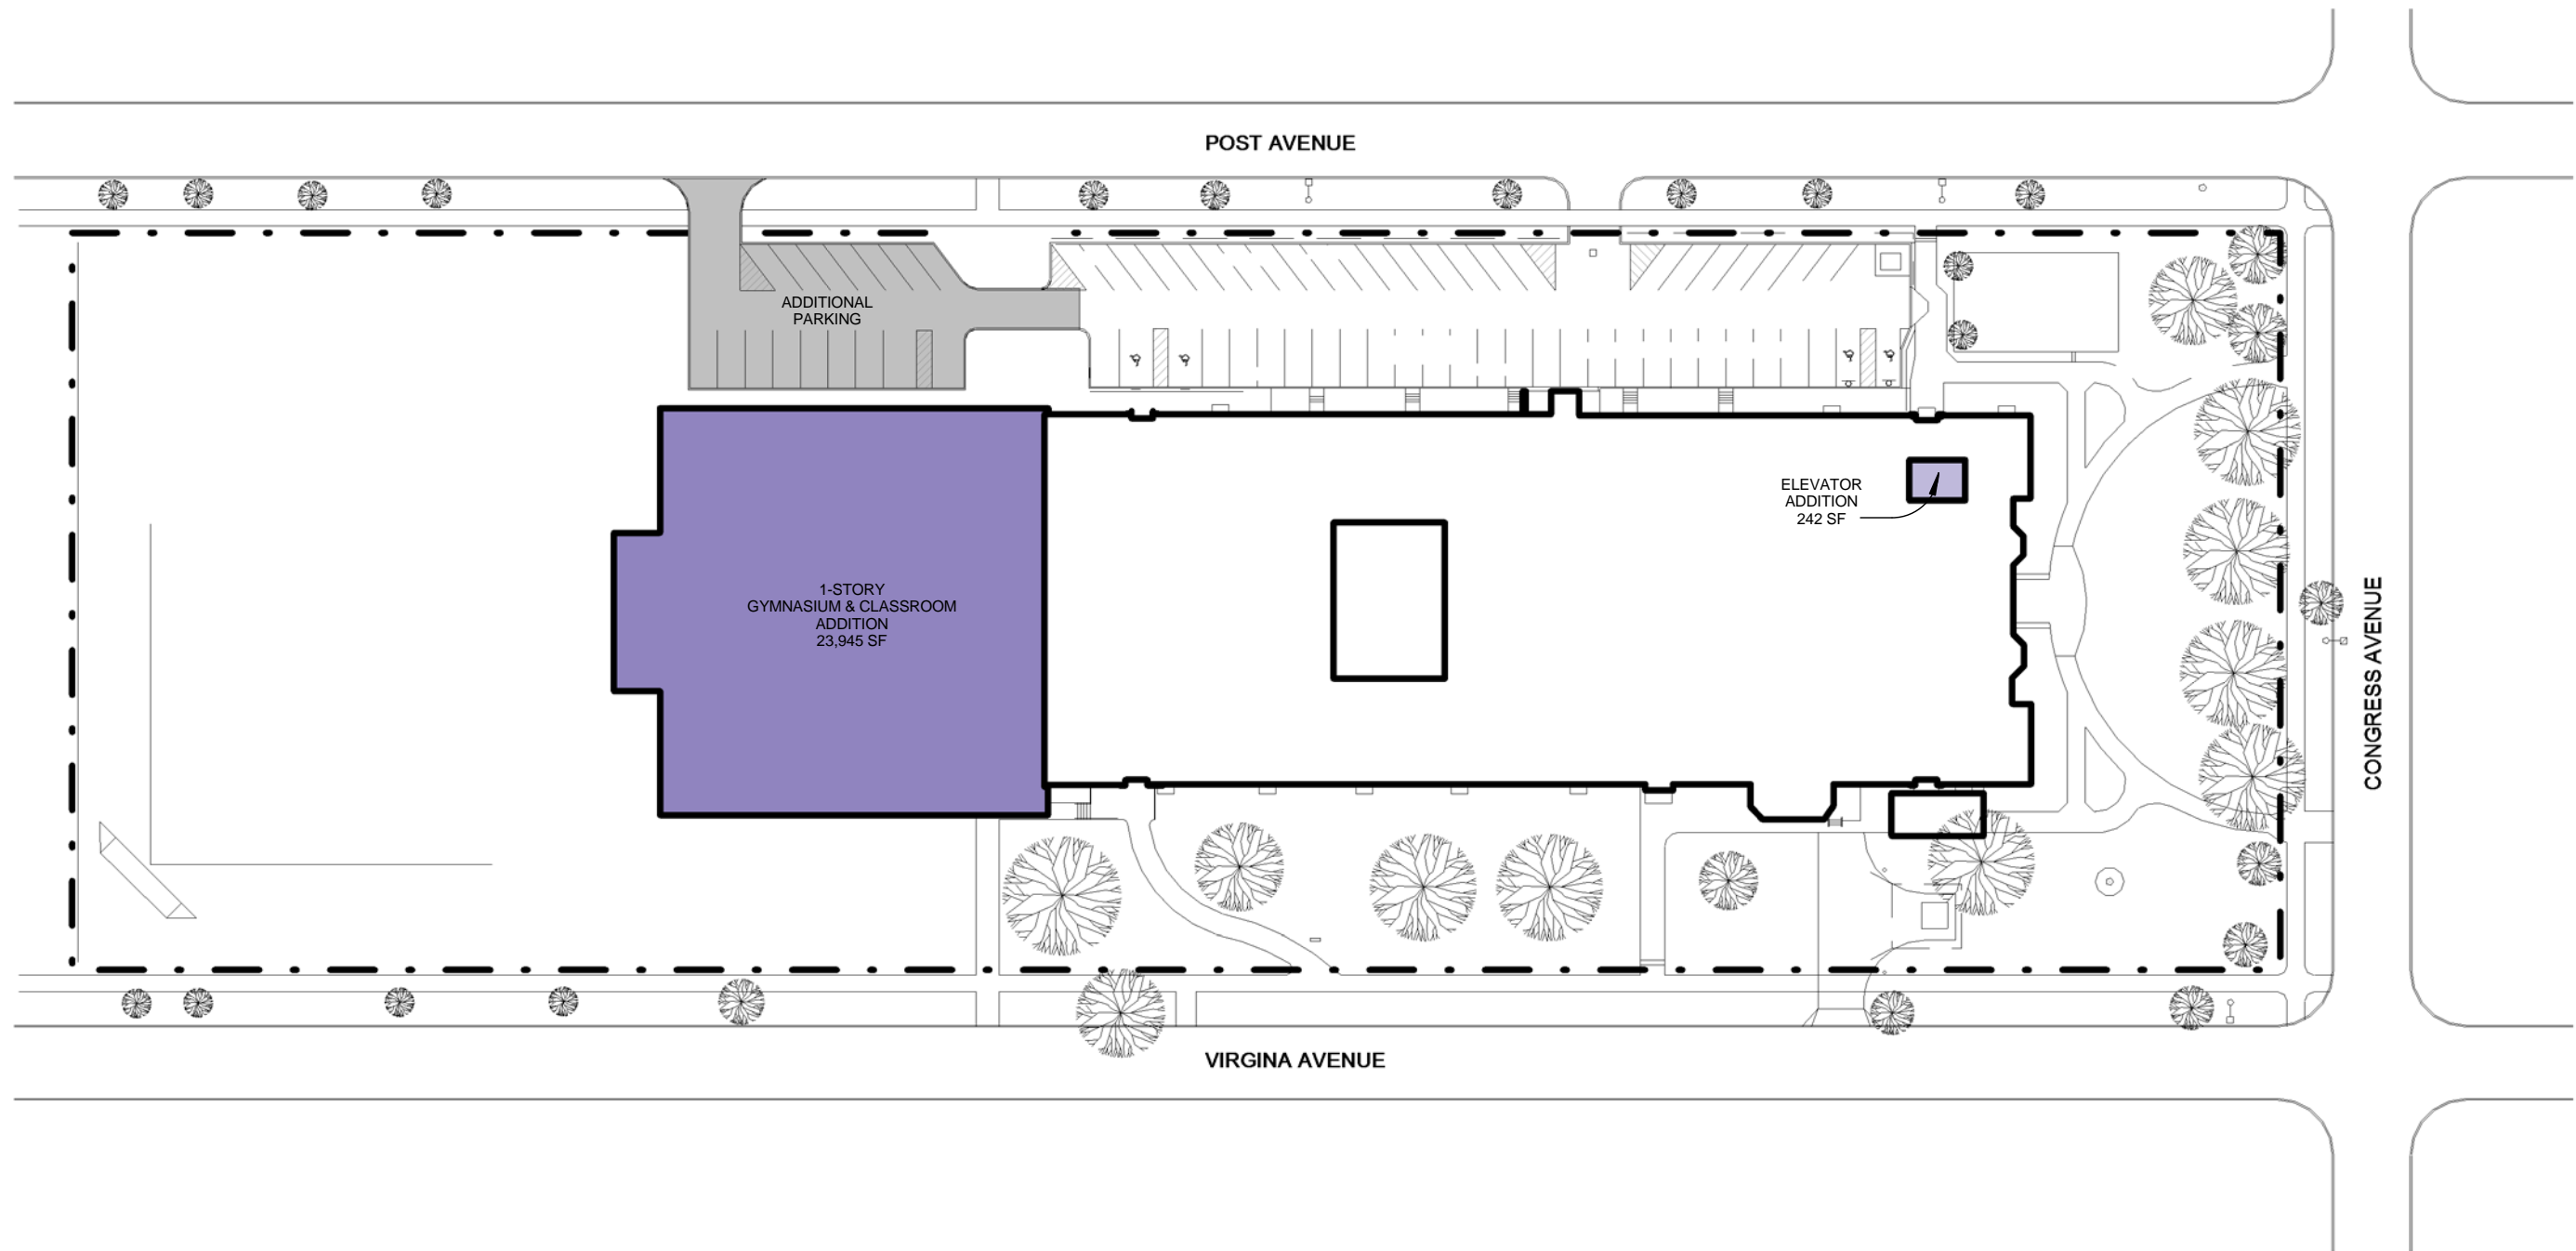 POST AVENUE
ADDITIONAL
PARKING
ELEVATOR
ADDITION
242 SF
1-STORY
GYMNASIUM & CLASSROOM
ADDITION
23,945 SF
CONGRESS AVENUE
VIRGINA AVENUE